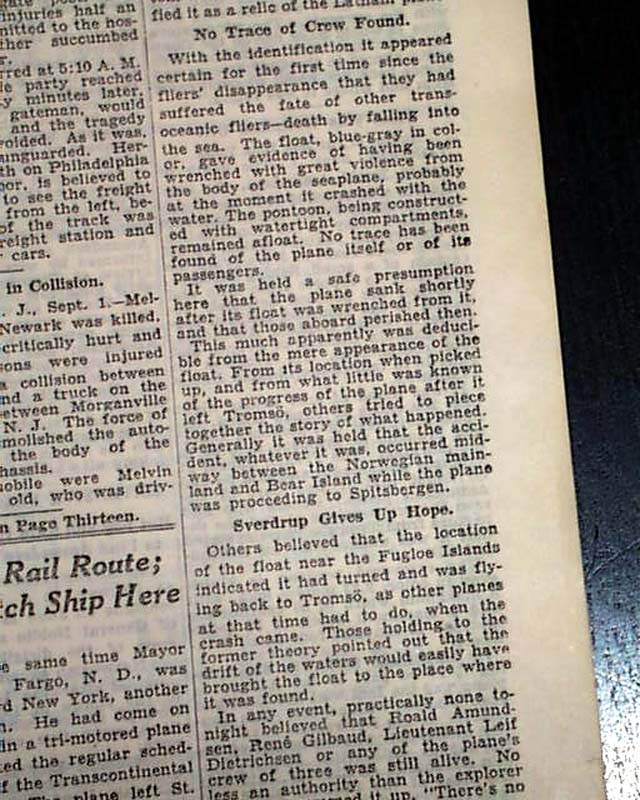 injuries half an
mitted to the hos-
ther succumbed
rred at 5:10 A. M.
party reached
minutes later.
gateman, would
and the tragedy
voided. As it was,
unguarded. Her-
th on Philadelphia
oor, is believed to
to see the freight
from the left, be-
of the track was
reight station and
cars.
in Collision.
J., Sept. 1.—Mel-
Newark was killed,
critically hurt and
sons were injured
a collision between
nd a truck on the
etween Morganville
N. J. The force of
molished the auto-
the body of the
hassis.
obile were Melvin
old, who was driv-
n Page Thirteen.
Rail Route;
tch Ship Here
e same time Mayor
Fargo, N. D., was
rd New York, another
n. He had come on
in a tri-motored plane
ked the regular sched-
f the Transcontinental
plane left St.
fied it as a relic of the Latham
No Trace of Crew Found.
With the identification it appeared
certain for the first time since the
fliers' disappearance that they had
suffered the fate of other trans-
oceanic fliers—death by falling into
the sea. The float, blue-gray in col-
or, gave evidence of having been
wrenched with great violence from
the body of the seaplane, probably
at the moment it crashed with the
water. The pontoon, being construct-
ed with watertight compartments,
remained afloat. No trace has been
found of the plane itself or of its
passengers.
It was held a safe presumption
here that the plane sank shortly
after its float was wrenched from it,
and that those aboard perished then.
This much apparently was deduci-
ble from the mere appearance of the
float. From its location when picked
up, and from what little was known
of the progress of the plane after it
left Tromsö, others tried to piece
together the story of what happened.
Generally it was held that the acci-
dent, whatever it was, occurred mid-
way between the Norwegian main-
land and Bear Island while the plane
was proceeding to Spitsbergen.
Sverdrup Gives Up Hope.
Others believed that the location
of the float near the Fugloe Islands
indicated it had turned and was fly-
ing back to Tromsö, as other planes
at that time had to do, when the
crash came. Those holding to the
former theory pointed out that the
drift of the waters would easily have
brought the float to the place where
it was found.
In any event, practically none to-
night believed that Roald Amund-
sen, René Gilbaud, Lieutenant Leif
Dietrichsen or any of the plane's
crew of three was still alive. No
less an authority than the explorer
it up. "There's no